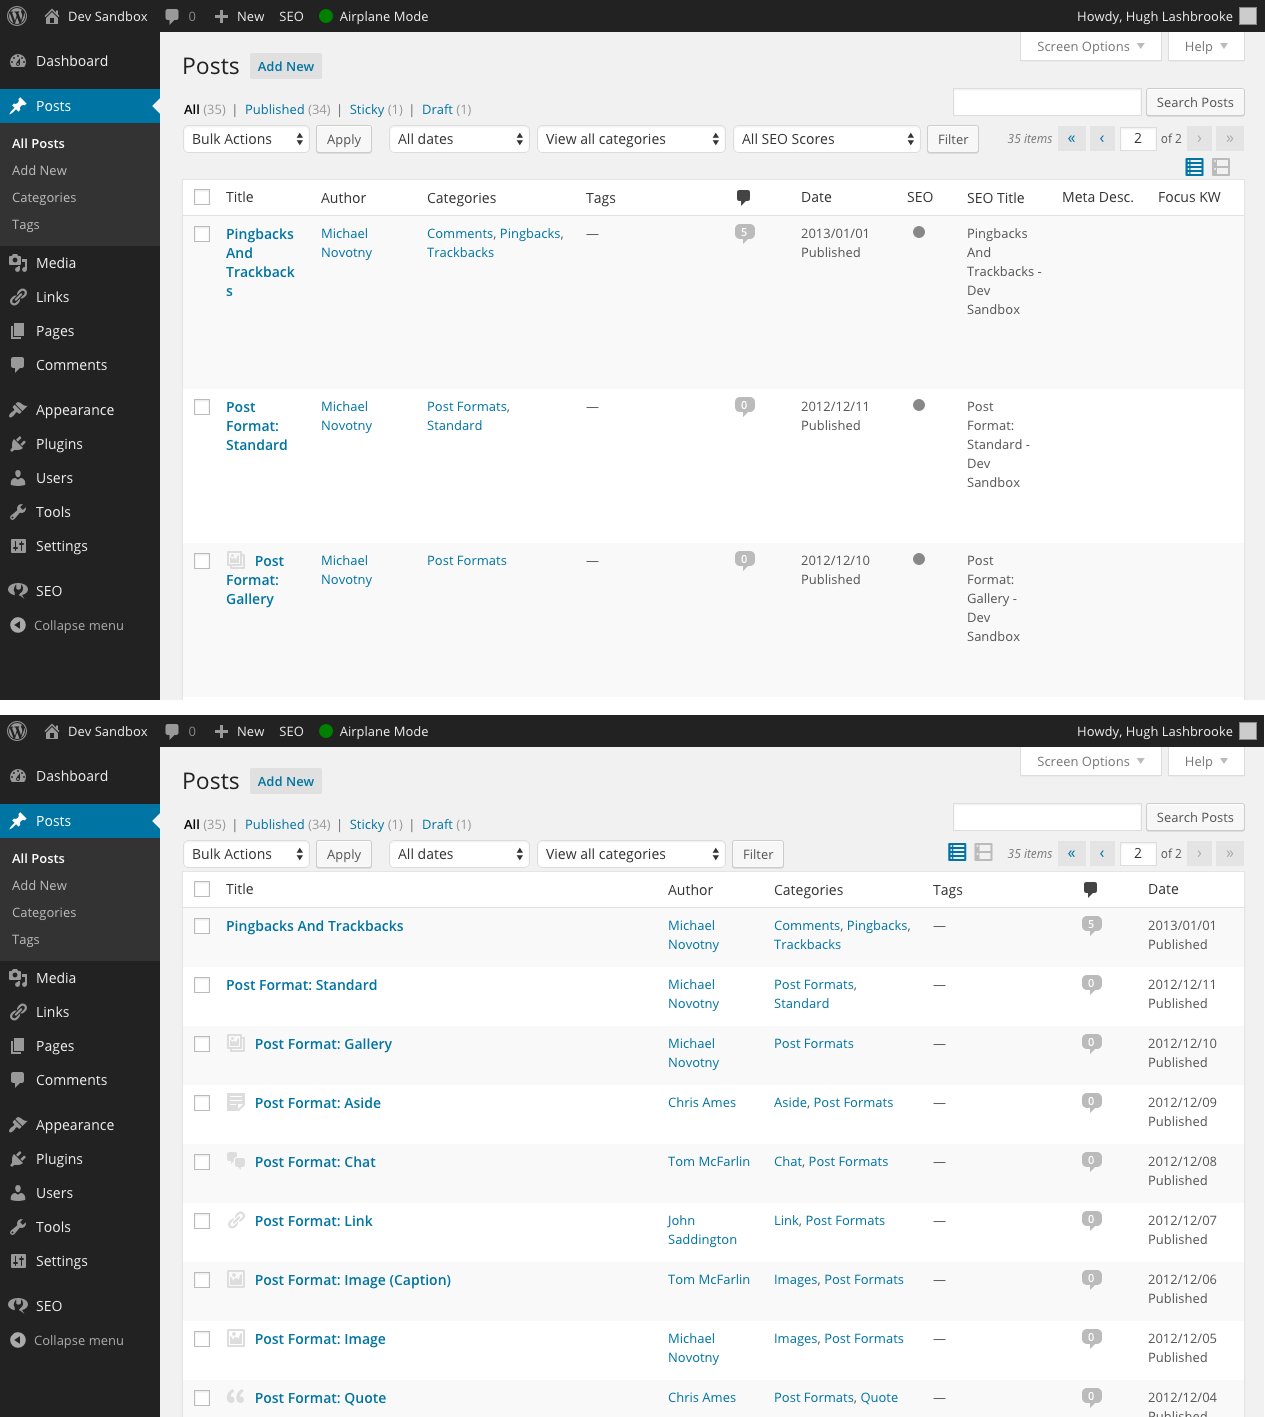 Dev Sandbox 0 New SEO Airplane Mode Howdy, Hugh Lashbrooke
Screen Options Help
Dashboard
Posts
All Posts
Add New
Categories
Tags
Media
Links
Pages
Comments
Appearance
Plugins
Users
Tools
Settings
SEO
Collapse menu
Posts Add New
All (35) | Published (34) | Sticky (1) | Draft (1)
Search Posts
Bulk Actions Apply All dates View all categories All SEO Scores Filter 35 items « ‹ 2 of 2 › »
Title Author Categories Tags Date SEO SEO Title Meta Desc. Focus KW
Pingbacks Michael Comments, Pingbacks, — 5 2013/01/01 Pingbacks
And Novotny Trackbacks Published And
Trackback Trackbacks -
s Dev
Sandbox
Post Michael Post Formats, — 0 2012/12/11 Post
Format: Novotny Standard Published Format:
Standard Standard -
Dev
Sandbox
Post Michael Post Formats — 0 2012/12/10 Post
Format: Novotny Published Format:
Gallery Gallery -
Dev
Sandbox
Dev Sandbox 0 New SEO Airplane Mode Howdy, Hugh Lashbrooke
Screen Options Help
Dashboard
Posts
All Posts
Add New
Categories
Tags
Media
Links
Pages
Comments
Appearance
Plugins
Users
Tools
Settings
SEO
Collapse menu
Posts Add New
All (35) | Published (34) | Sticky (1) | Draft (1)
Search Posts
Bulk Actions Apply All dates View all categories Filter 35 items « ‹ 2 of 2 › »
Title Author Categories Tags Date
Pingbacks And Trackbacks Michael Comments, Pingbacks, — 5 2013/01/01
Novotny Trackbacks Published
Post Format: Standard Michael Post Formats, — 0 2012/12/11
Novotny Standard Published
Post Format: Gallery Michael Post Formats — 0 2012/12/10
Novotny Published
Post Format: Aside Chris Ames Aside, Post Formats — 0 2012/12/09
Published
Post Format: Chat Tom McFarlin Chat, Post Formats — 0 2012/12/08
Published
Post Format: Link John Link, Post Formats — 0 2012/12/07
Saddington Published
Post Format: Image (Caption) Tom McFarlin Images, Post Formats — 0 2012/12/06
Published
Post Format: Image Michael Images, Post Formats — 0 2012/12/05
Novotny Published
Post Format: Quote Chris Ames Post Formats, Quote — 0 2012/12/04
Published